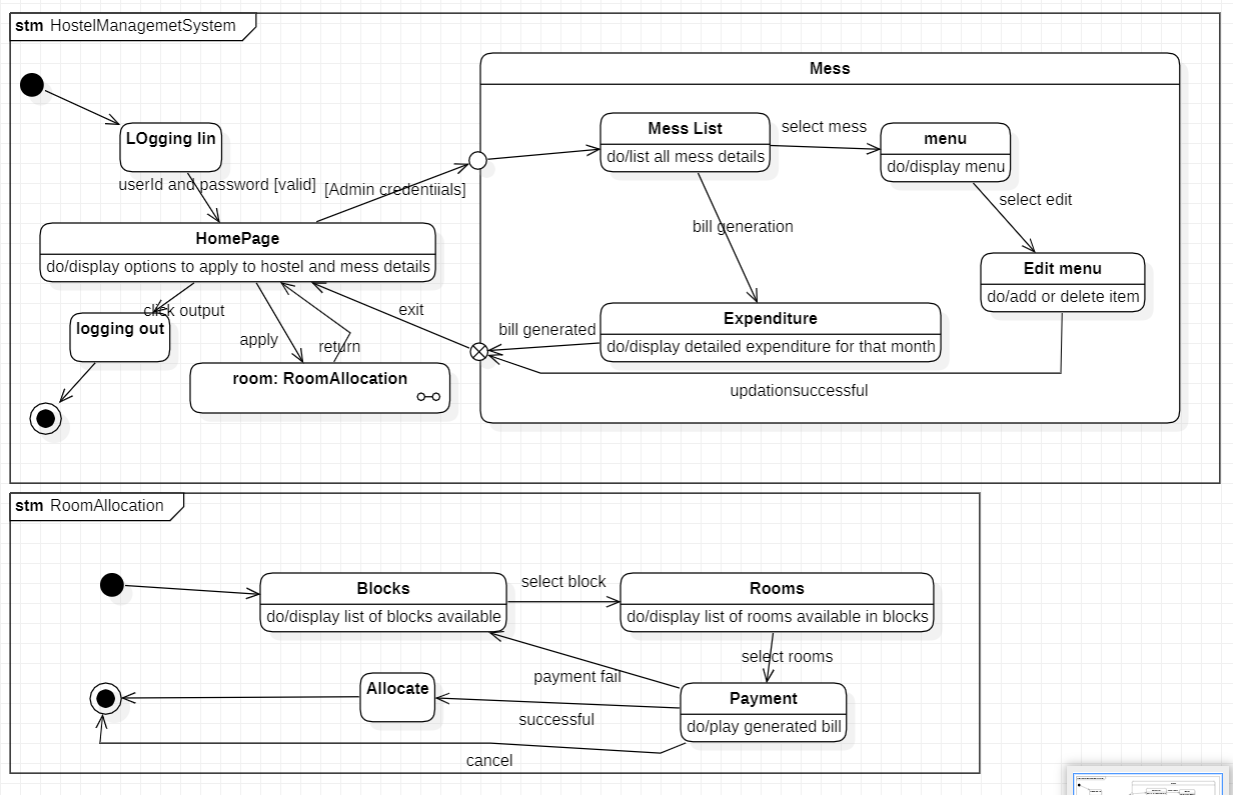 stm HostelManagemetSystem
Mess
LOgging Iin
Mess List
do/list all mess details
select mess
menu
do/display menu
userId and password [valid]
[Admin credentiials]
select edit
HomePage
do/display options to apply to hostel and mess details
bill generation
Edit menu
do/add or delete item
click output
exit
logging out
apply
return
bill generated
Expenditure
do/display detailed expenditure for that month
room: RoomAllocation
updationsuccessful
stm RoomAllocation
Blocks
do/display list of blocks available
select block
Rooms
do/display list of rooms available in blocks
select rooms
payment fail
Allocate
Payment
do/play generated bill
successful
cancel